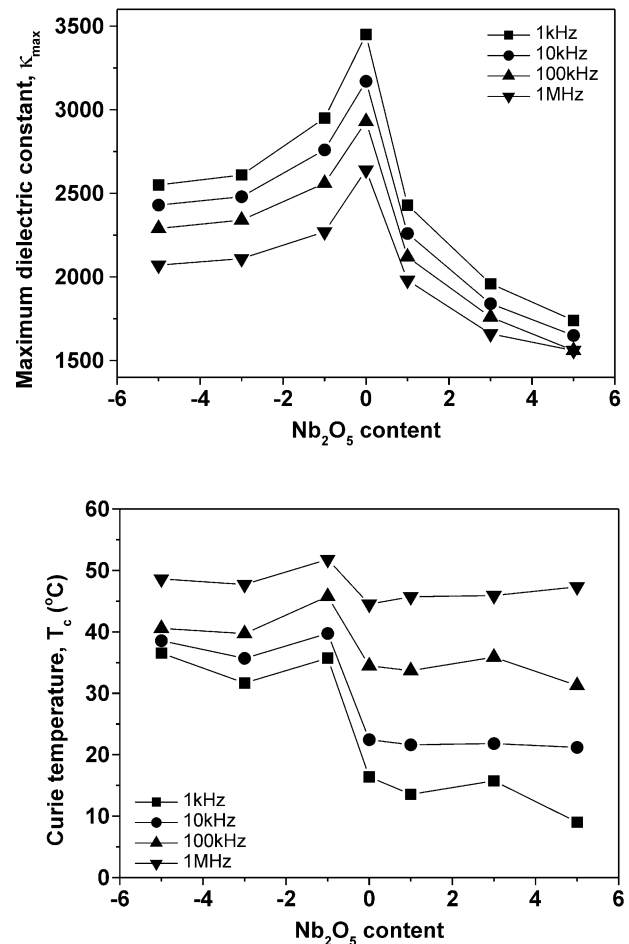 3500
3000
2500
2000
1500
Maximum dielectric constant, κmax
1kHz
10kHz
100kHz
1MHz
-6 -4 -2 0 2 4 6
Nb2O5 content
60
50
40
30
20
10
0
Curie temperature, Tc (oC)
1kHz
10kHz
100kHz
1MHz
-6 -4 -2 0 2 4 6
Nb2O5 content